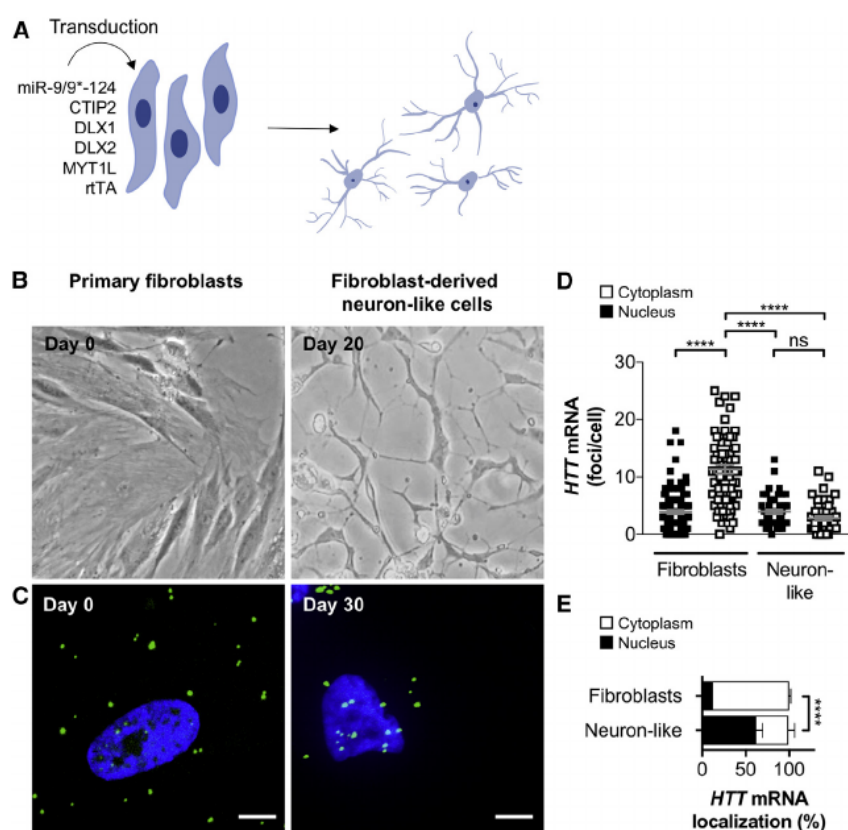 A
Transduction
miR-9/9*-124
CTIP2
DLX1
DLX2
MYT1L
rtTA
B
Primary fibroblasts
Fibroblast-derived
neuron-like cells
Day 0
Day 20
C
Day 0
Day 30
D
Cytoplasm
Nucleus
****
****
****
ns
30
20
10
0
HTT mRNA
(foci/cell)
Fibroblasts
Neuron-
like
E
Cytoplasm
Nucleus
Fibroblasts
Neuron-like
****
0
50
100
HTT mRNA
localization (%)